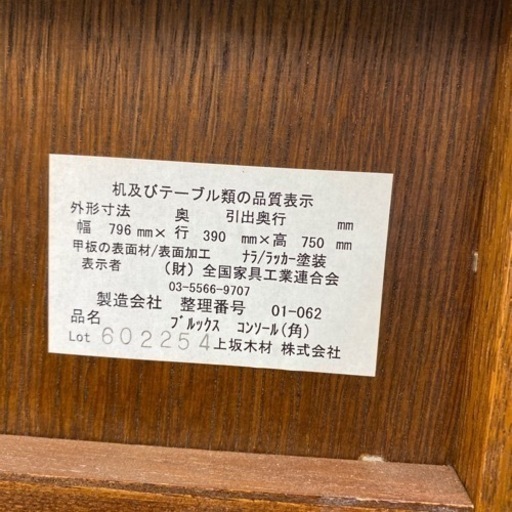 机及びテーブル類の品質表示
外形寸法 奥 引出奥行 mm
幅 796 mm× 行 390 mm×高 750 mm
甲板の表面材/表面加工 ナラ/ラッカー塗装
表示者 (財) 全国家具工業連合会
03-5566-9707
製造会社 整理番号 01-062
品名 ブルックス コンソール(角)
Lot 602254 上坂木材 株式会社